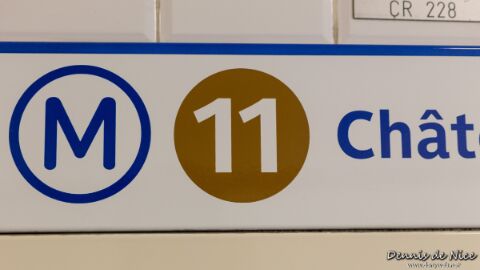 CR 228
M 11 Chât
Dennis de Nice